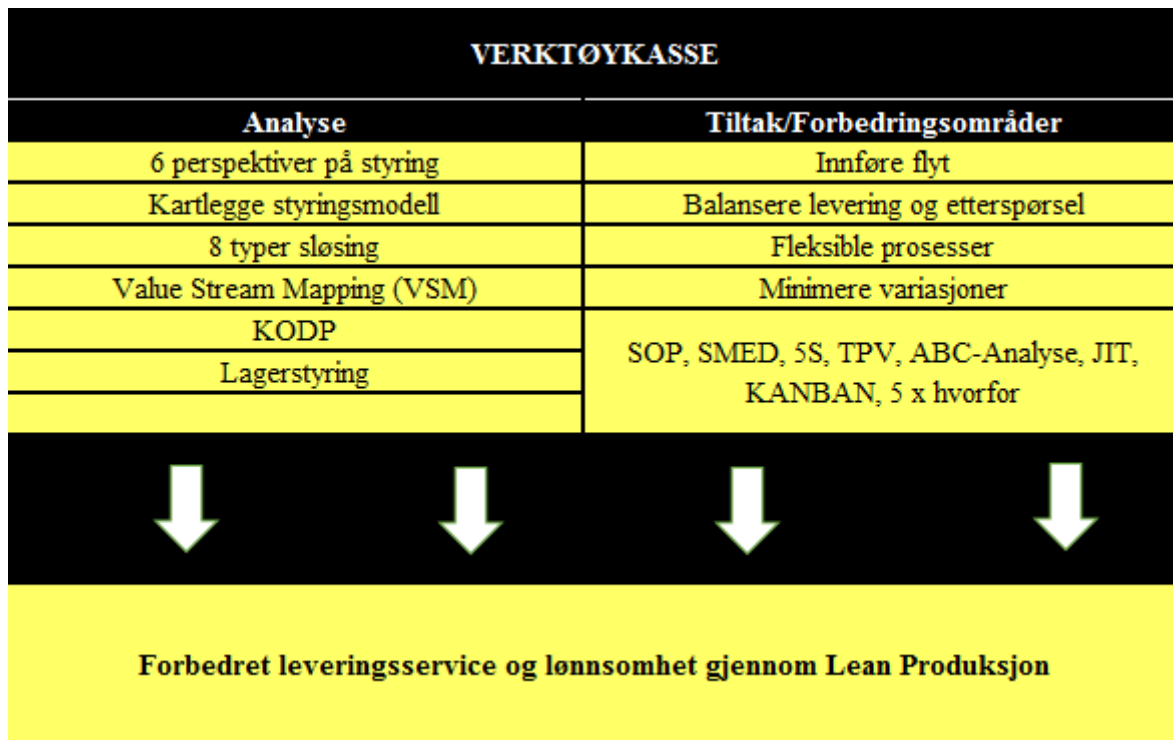 VERKTØYKASSE
Analyse
Tiltak/Forbedringsområder
6 perspektiver på styring
Innføre flyt
Kartlegge styringsmodell
Balansere levering og etterspørsel
8 typer sløsing
Fleksible prosesser
Value Stream Mapping (VSM)
Minimere variasjoner
KODP
Lagerstyring
SOP, SMED, 5S, TPV, ABC-Analyse, JIT,
KANBAN, 5 x hvorfor
Forbedret leveringsservice og lønnsomhet gjennom Lean Produksjon